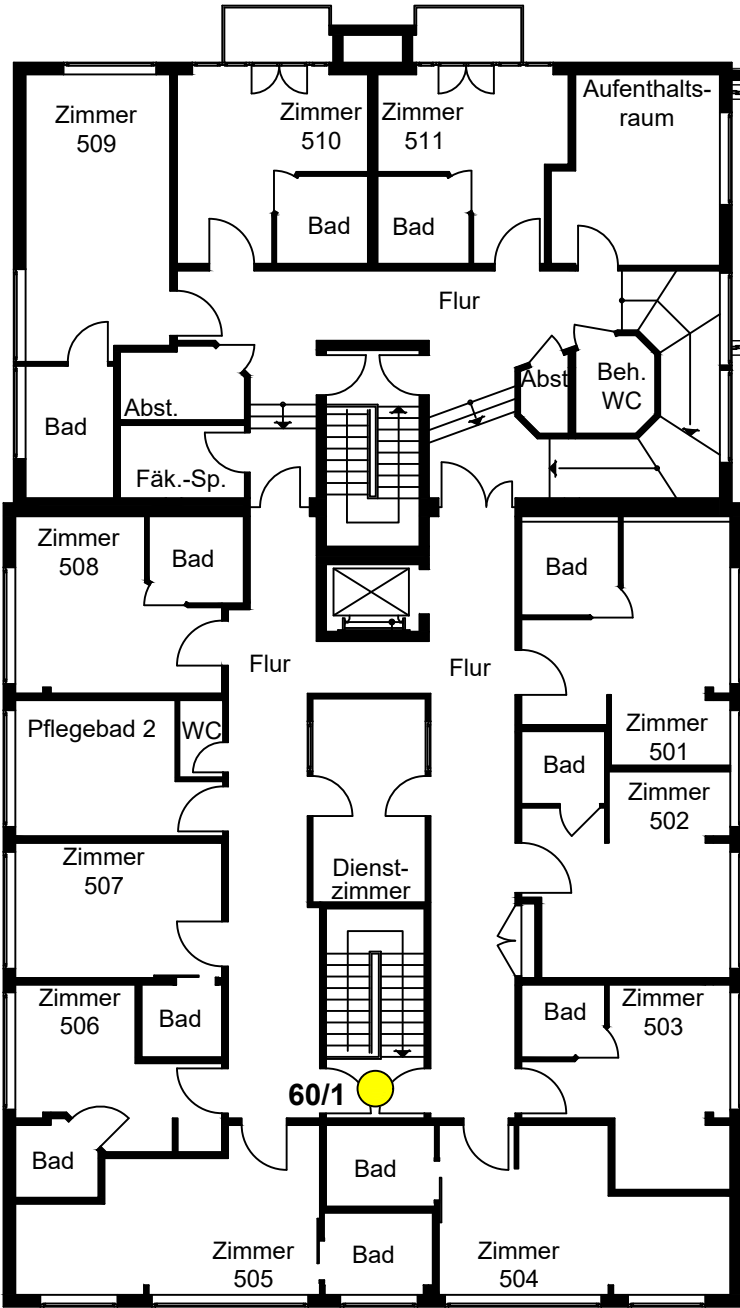 Zimmer
509
Zimmer
510
Zimmer
511
Aufenthalts-
raum
Bad
Bad
Flur
Abst.
Bad
Fäk.-Sp.
Abst
Beh.
WC
Zimmer
508
Bad
Bad
Flur
Flur
Pflegebad 2
WC
Zimmer
501
Bad
Zimmer
502
Zimmer
507
Dienst-
zimmer
Zimmer
506
Bad
Bad
Zimmer
503
60/1
Bad
Bad
Zimmer
505
Bad
Zimmer
504